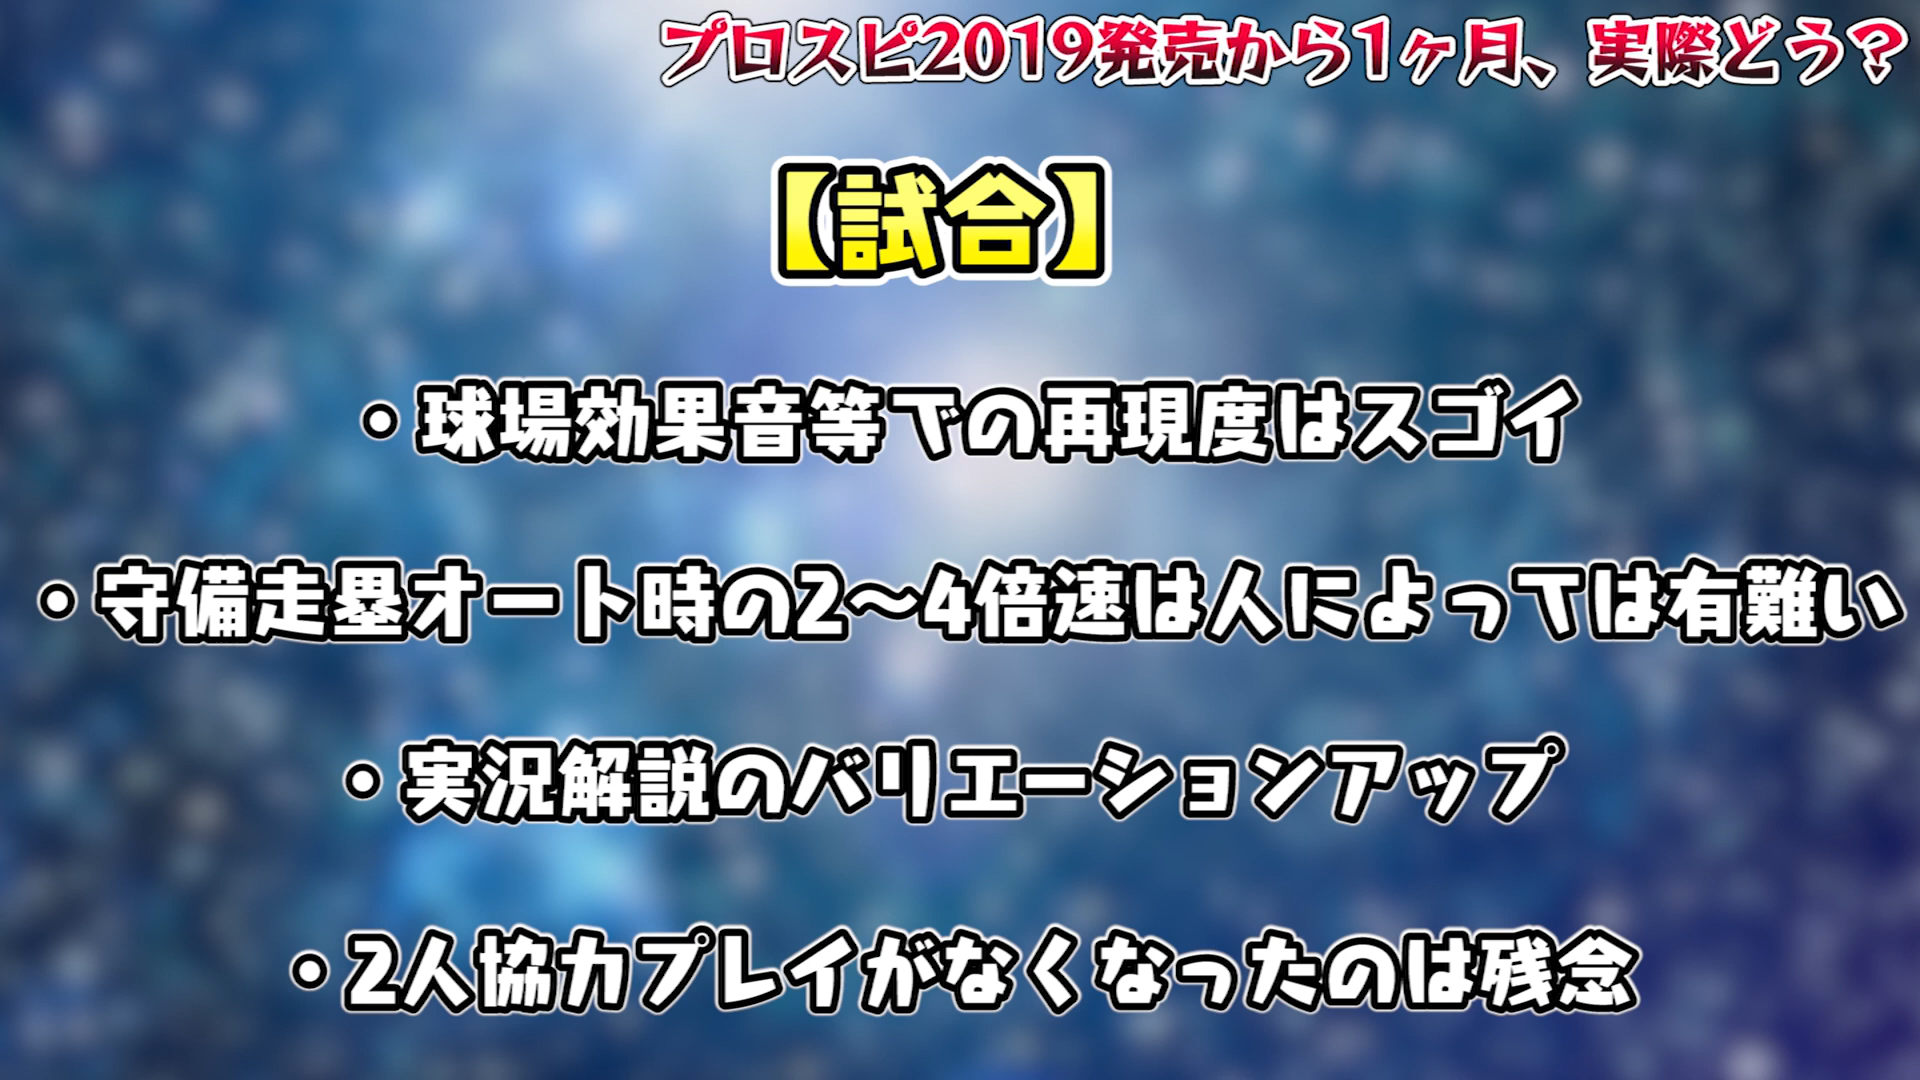 プロスピ2019発売から1ヶ月、実際どう？
【試合】
・球場効果音等での再現度はスゴイ
・守備走塁オート時の2～4倍速は人によっては有難い
・実況解説のバリエーションアップ
・2人協力プレイがなくなったのは残念